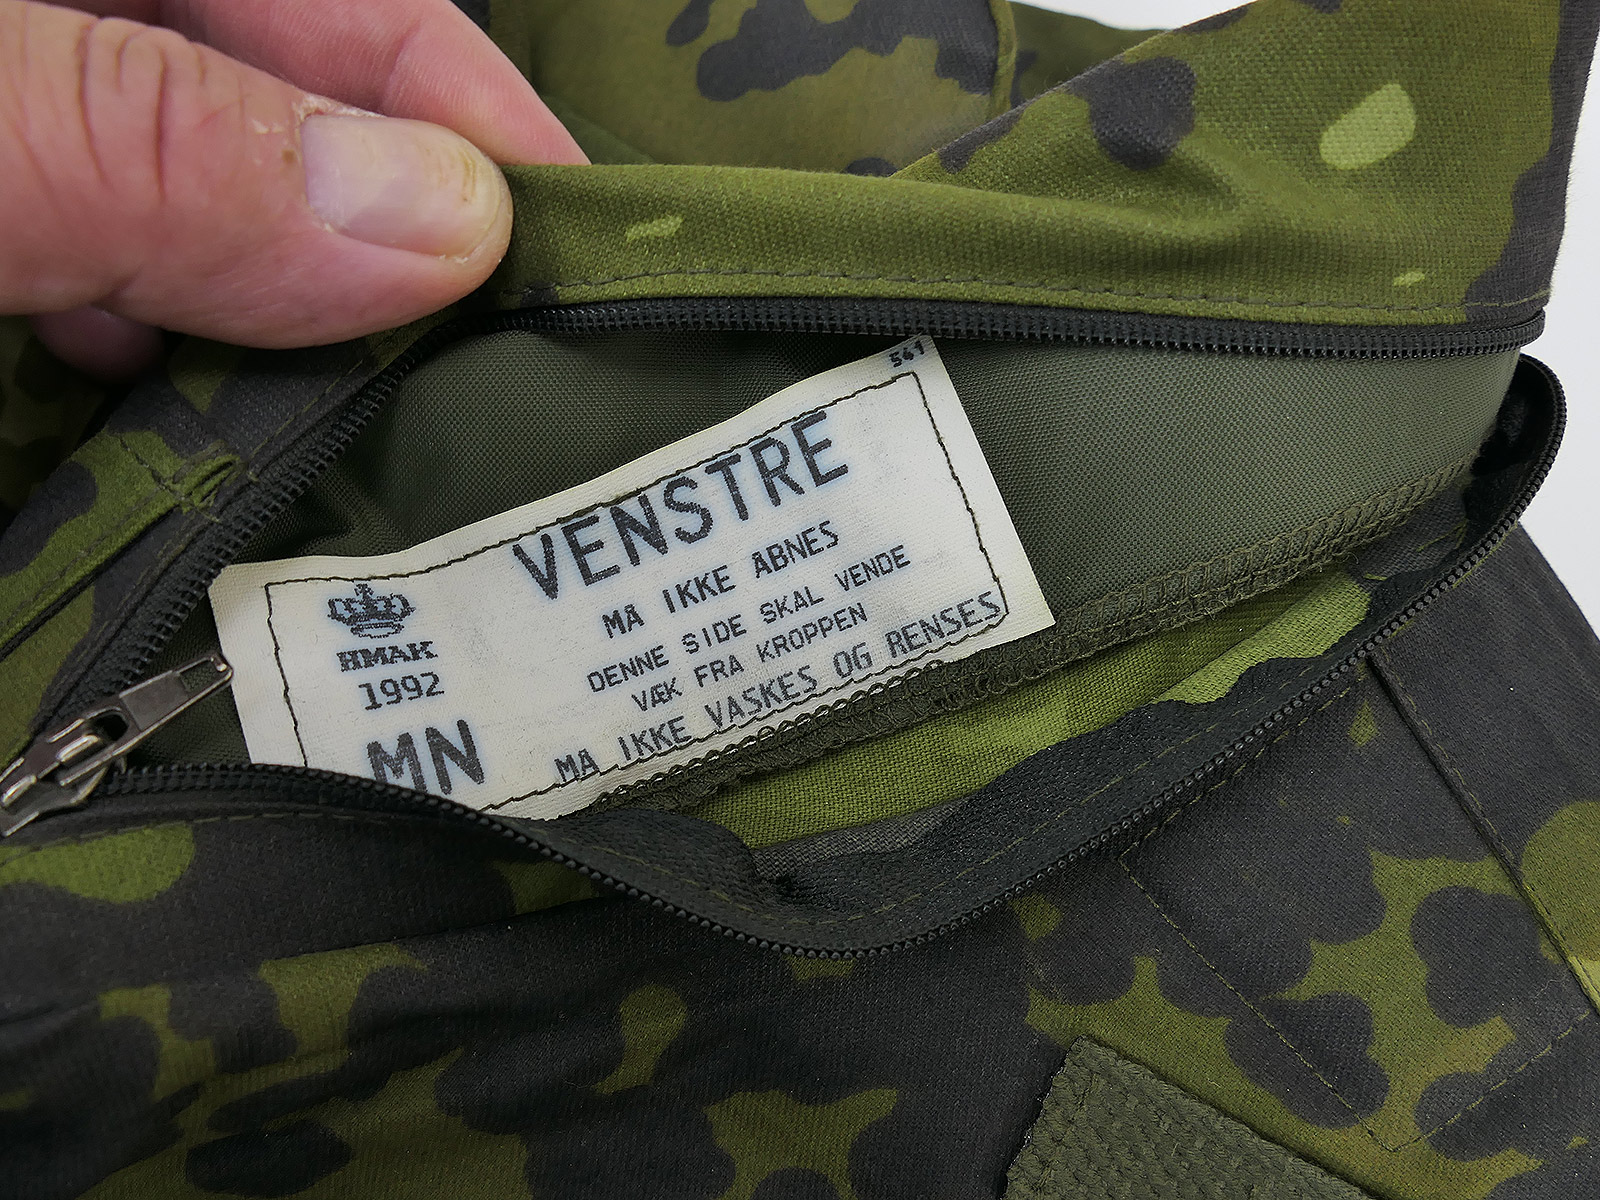 541
VENSTRE
MÅ IKKE ÅBNES
DENNE SIDE SKAL VENDE
VÆK FRA KROPPEN
MÅ IKKE VASKES OG RENSES
HMAK
1992
MN